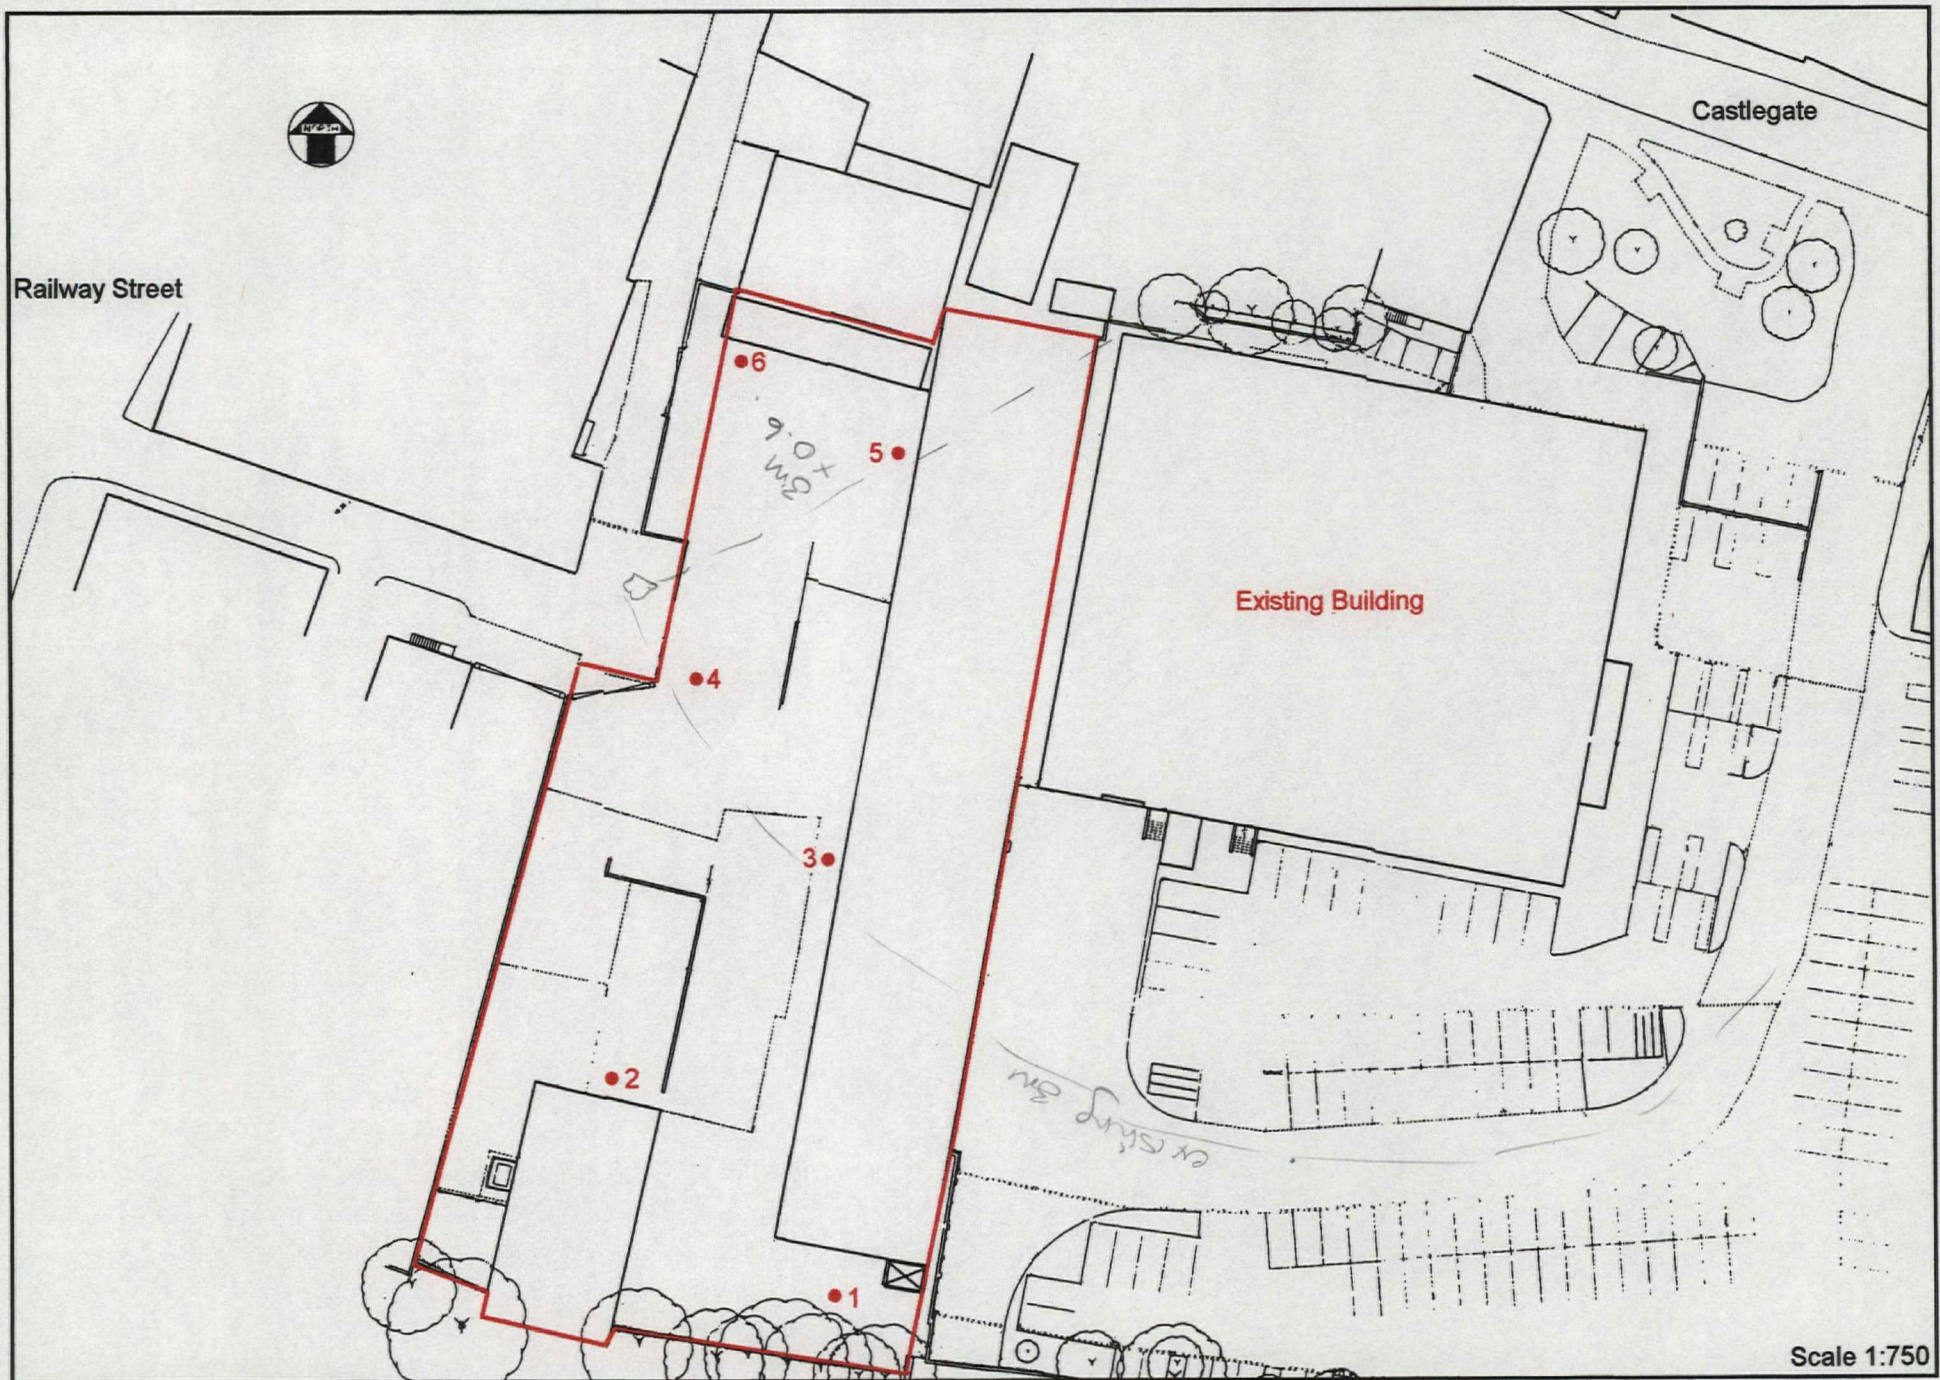 Castlegate
NORTH
Railway Street
6
5
3m
x 0.6
Existing Building
4
3
2
existing 3m
1
Scale 1:750